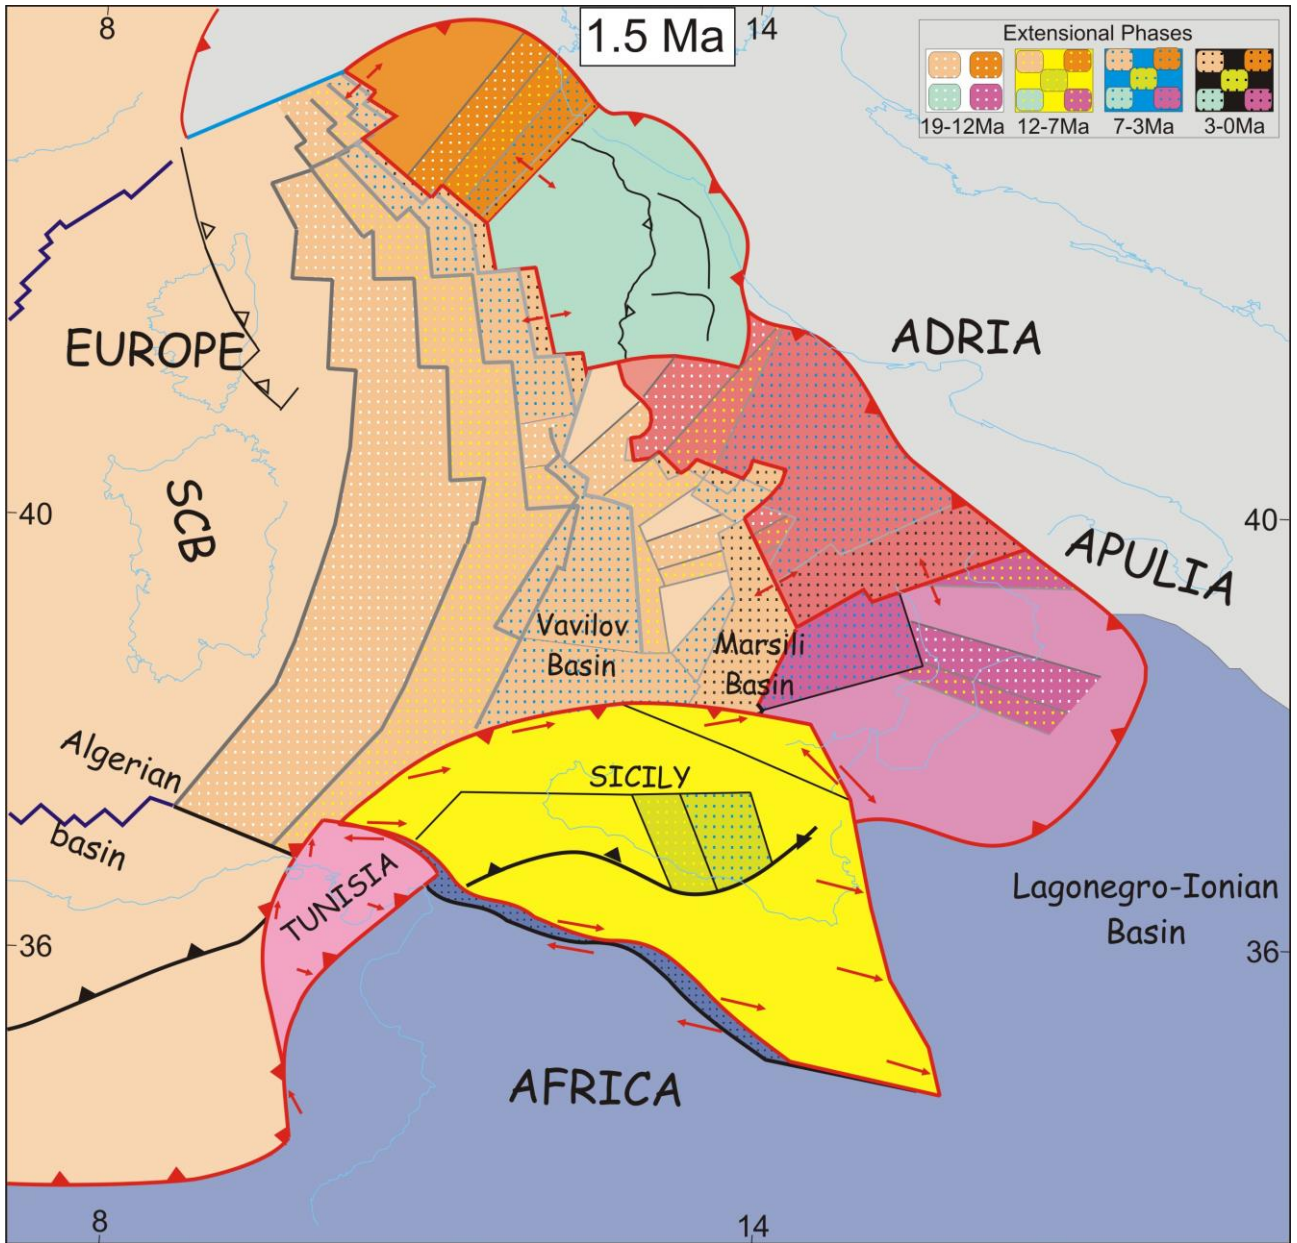 8
1.5 Ma
14
Extensional Phases
19-12Ma
12-7Ma
7-3Ma
3-0Ma
EUROPE
ADRIA
SCB
40
40
APULIA
Vavilov
Basin
Marsili
Basin
Algerian
basin
SICILY
TUNISIA
Lagonegro-Ionian
Basin
36
36
AFRICA
8
14